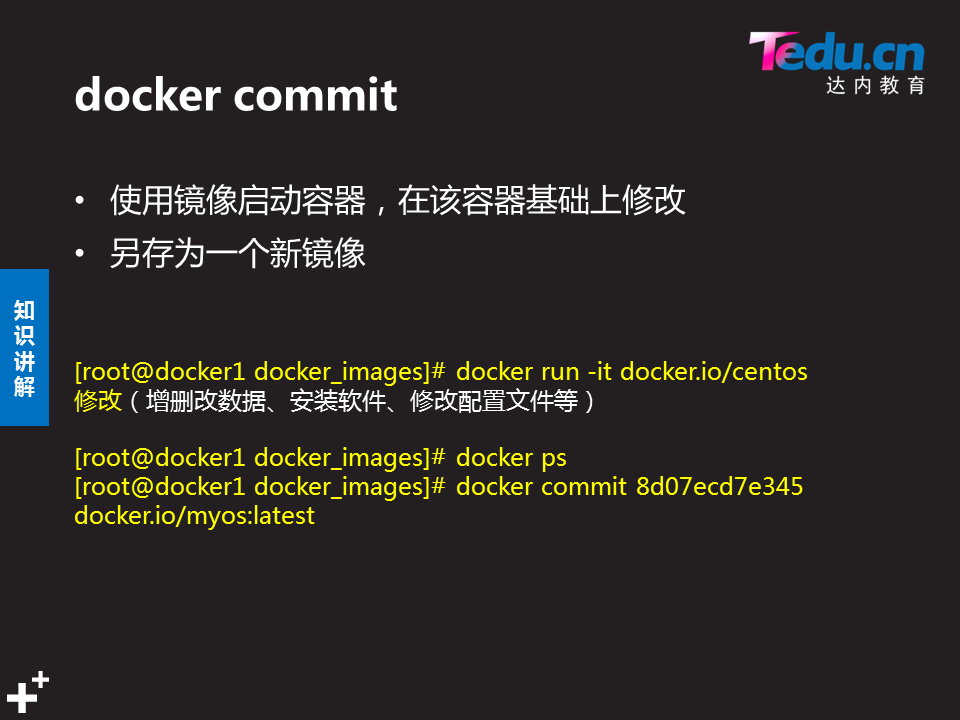 Tedu.cn
达内教育
docker commit
• 使用镜像启动容器，在该容器基础上修改
• 另存为一个新镜像
知识讲解
[root@docker1 docker_images]# docker run -it docker.io/centos
修改（增删改数据、安装软件、修改配置文件等）
[root@docker1 docker_images]# docker ps
[root@docker1 docker_images]# docker commit 8d07ecd7e345
docker.io/myos:latest